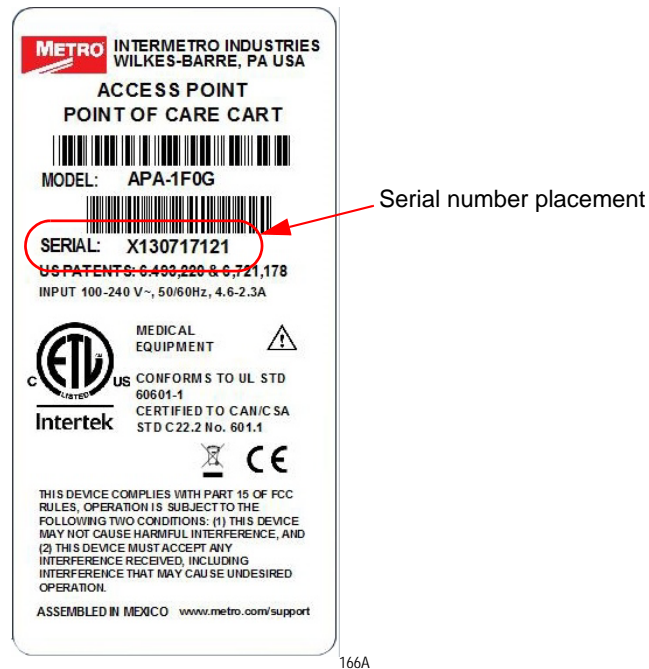 METRO
INTERMETRO INDUSTRIES
WILKES-BARRE, PA USA
ACCESS POINT
POINT OF CARE CART
MODEL: APA-1F0G
Serial number placement
SERIAL: X130717121
US PATENTS: 6,493,220 & 6,721,178
INPUT 100-240 V~, 50/60Hz, 4.6-2.3A
MEDICAL
EQUIPMENT
ETL
LISTED
C US
Intertek
CONFORMS TO UL STD
60601-1
CERTIFIED TO CAN/CSA
STD C22.2 No. 601.1
CE
THIS DEVICE COMPLIES WITH PART 15 OF FCC
RULES, OPERATION IS SUBJECT TO THE
FOLLOWING TWO CONDITIONS: (1) THIS DEVICE
MAY NOT CAUSE HARMFUL INTERFERENCE, AND
(2) THIS DEVICE MUST ACCEPT ANY
INTERFERENCE RECEIVED, INCLUDING
INTERFERENCE THAT MAY CAUSE UNDESIRED
OPERATION.
ASSEMBLED IN MEXICO www.metro.com/support
166A